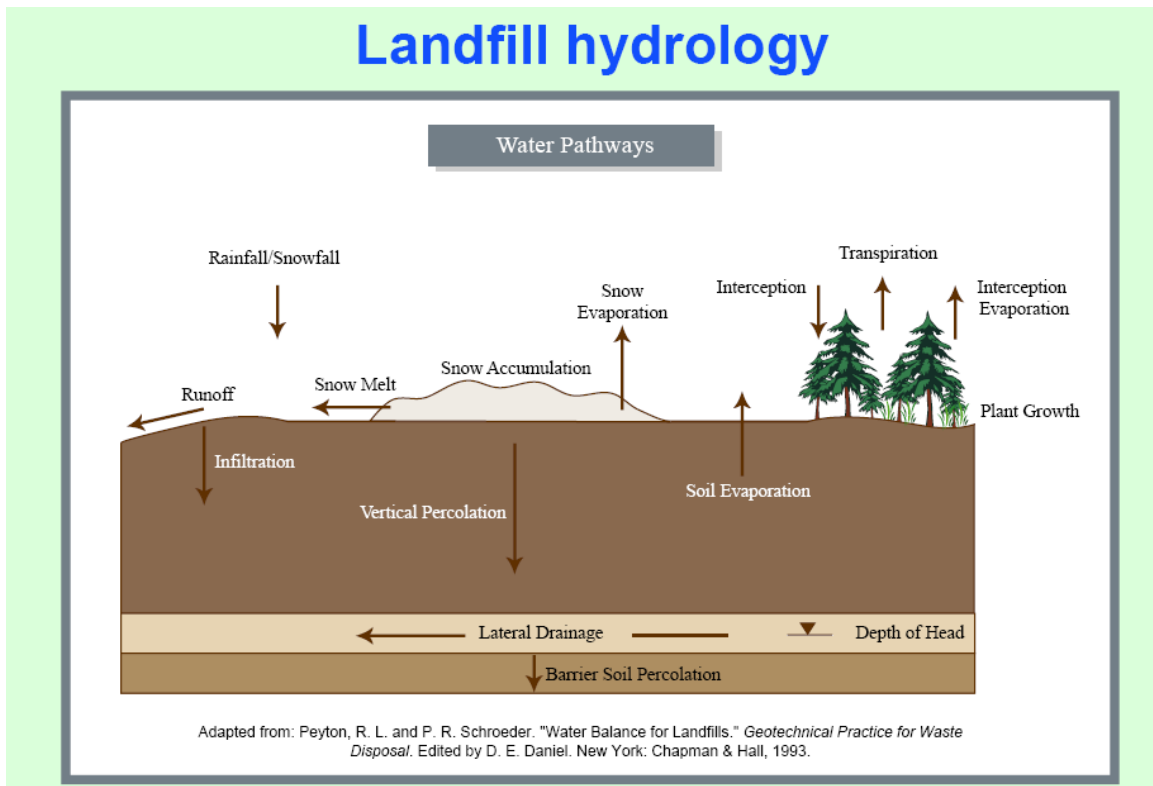 Landfill hydrology
Water Pathways
Rainfall/Snowfall
Snow
Evaporation
Interception
Transpiration
Interception
Evaporation
Runoff
Snow Melt
Snow Accumulation
Plant Growth
Infiltration
Vertical Percolation
Soil Evaporation
Lateral Drainage
Depth of Head
Barrier Soil Percolation
Adapted from: Peyton, R. L. and P. R. Schroeder. "Water Balance for Landfills." Geotechnical Practice for Waste
Disposal. Edited by D. E. Daniel. New York: Chapman & Hall, 1993.